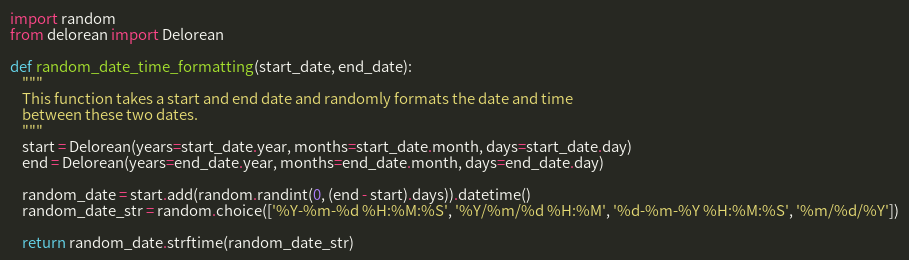 import random
from delorean import Delorean

def random_date_time_formatting(start_date, end_date):
    """
    This function takes a start and end date and randomly formats the date and time
    between these two dates.
    """
    start = Delorean(years=start_date.year, months=start_date.month, days=start_date.day)
    end = Delorean(years=end_date.year, months=end_date.month, days=end_date.day)

    random_date = start.add(random.randint(0, (end - start).days)).datetime()
    random_date_str = random.choice(['%Y-%m-%d %H:%M:%S', '%Y/%m/%d %H:%M', '%d-%m-%Y %H:%M:%S', '%m/%d/%Y'])

    return random_date.strftime(random_date_str)